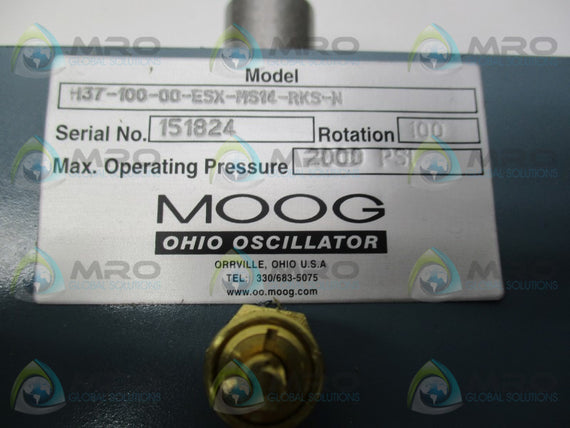 Model
H37-100-00-ESX-MS14-RKS-N
Serial No. 151824 Rotation 100
Max. Operating Pressure 2000 PSI
MOOG
OHIO OSCILLATOR
ORRVILLE, OHIO U.S.A
TEL: 330/683-5075
www.oo.moog.com
MRO
GLOBAL SOLUTIONS